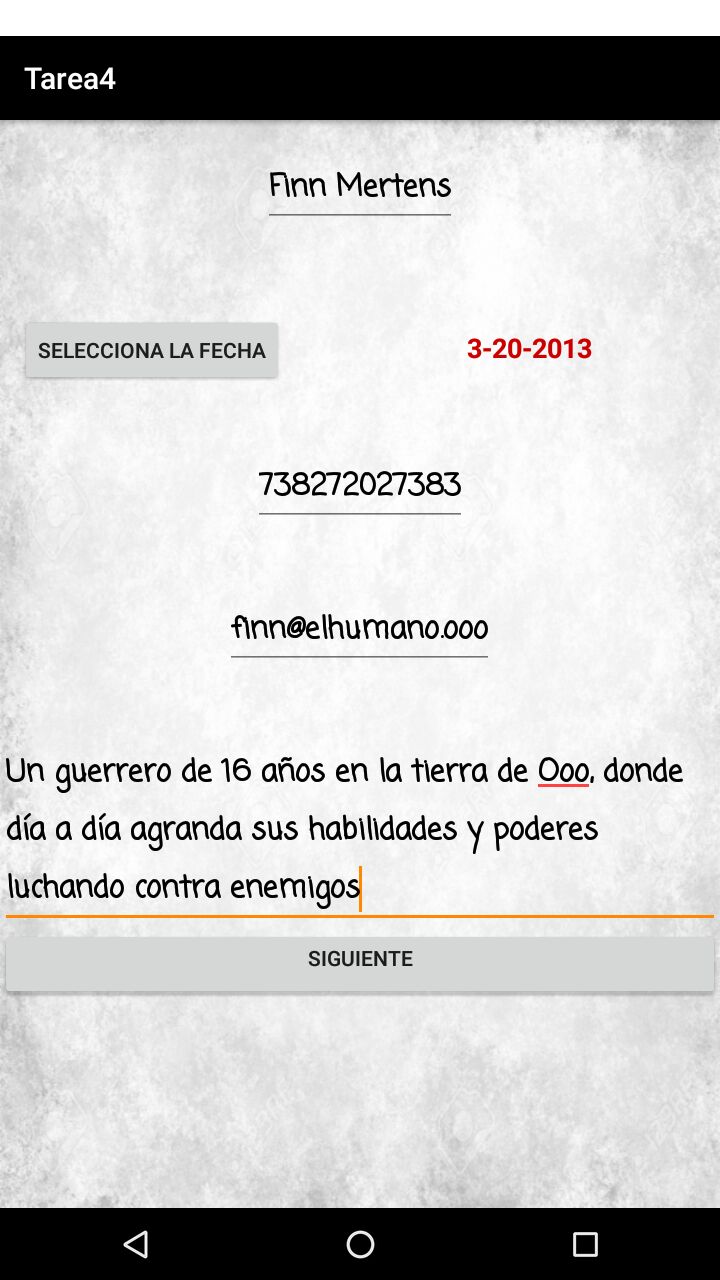 Tarea4
Finn Mertens
SELECCIONA LA FECHA
3-20-2013
738272027383
finn@elhumano.ooo
Un guerrero de 16 años en la tierra de Ooo, donde
día a día agranda sus habilidades y poderes
luchando contra enemigos
SIGUIENTE